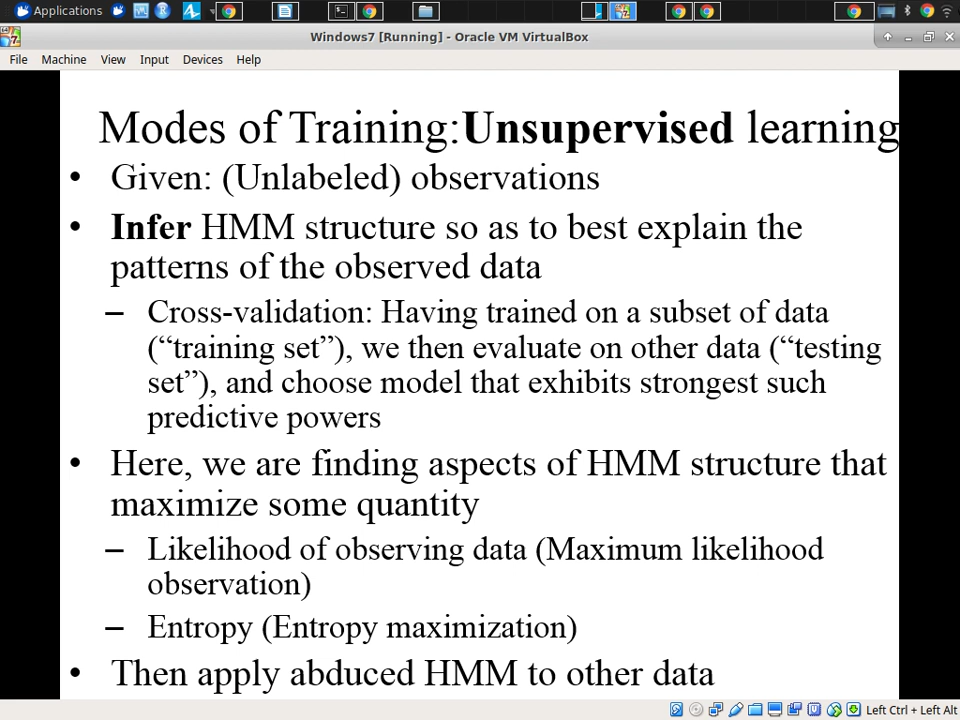 Applications
Windows7 [Running] - Oracle VM VirtualBox
File Machine View Input Devices Help
Modes of Training:Unsupervised learning
• Given: (Unlabeled) observations
• Infer HMM structure so as to best explain the
patterns of the observed data
– Cross-validation: Having trained on a subset of data
(“training set”), we then evaluate on other data (“testing
set”), and choose model that exhibits strongest such
predictive powers
• Here, we are finding aspects of HMM structure that
maximize some quantity
– Likelihood of observing data (Maximum likelihood
observation)
– Entropy (Entropy maximization)
• Then apply abduced HMM to other data
Left Ctrl + Left Alt